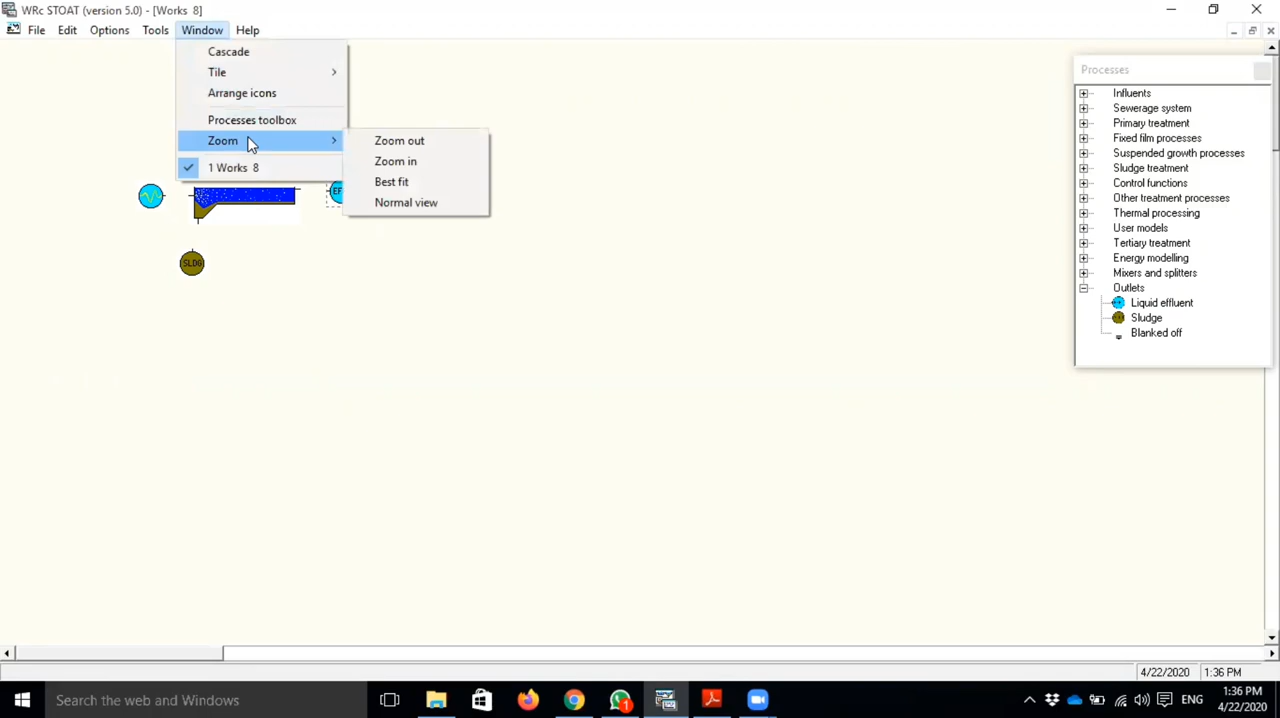 WRc STOAT (version 5.0) - [Works 8]
File Edit Options Tools Window Help
Cascade
Tile
Arrange icons
Processes toolbox
Zoom
1 Works 8
Zoom out
Zoom in
Best fit
Normal view
EF
SLDG
Processes
Influents
Sewerage system
Primary treatment
Fixed film processes
Suspended growth processes
Sludge treatment
Control functions
Other treatment processes
Thermal processing
User models
Tertiary treatment
Energy modelling
Mixers and splitters
Outlets
Liquid effluent
Sludge
Blanked off
4/22/2020 1:36 PM
Search the web and Windows
1
ENG
1:36 PM
4/22/2020